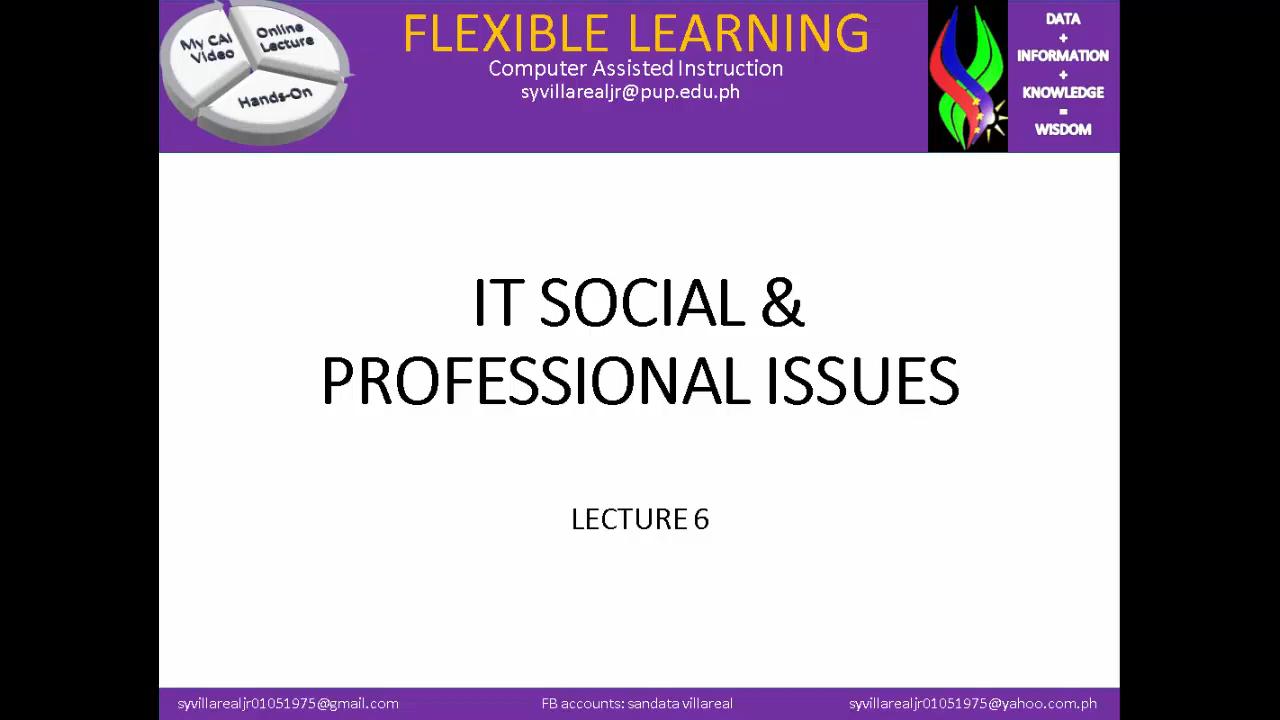 My CAI
Video
Online
Lecture
Hands-On
FLEXIBLE LEARNING
Computer Assisted Instruction
syvillarealjr@pup.edu.ph
DATA
+
INFORMATION
+
KNOWLEDGE
=
WISDOM
IT SOCIAL &
PROFESSIONAL ISSUES
LECTURE 6
syvillarealjr01051975@gmail.com
FB accounts: sandata villareal
syvillarealjr01051975@yahoo.com.ph